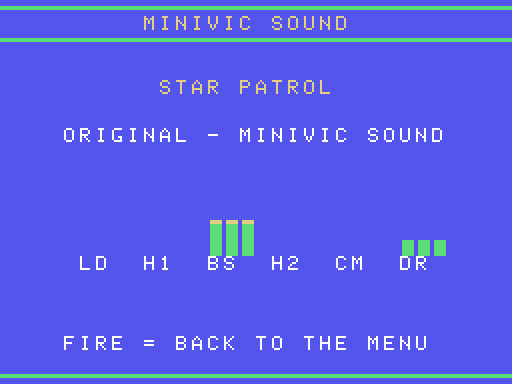 MINIVIC SOUND
STAR PATROL
ORIGINAL - MINIVIC SOUND
LD H1 BS H2 CM DR
FIRE = BACK TO THE MENU